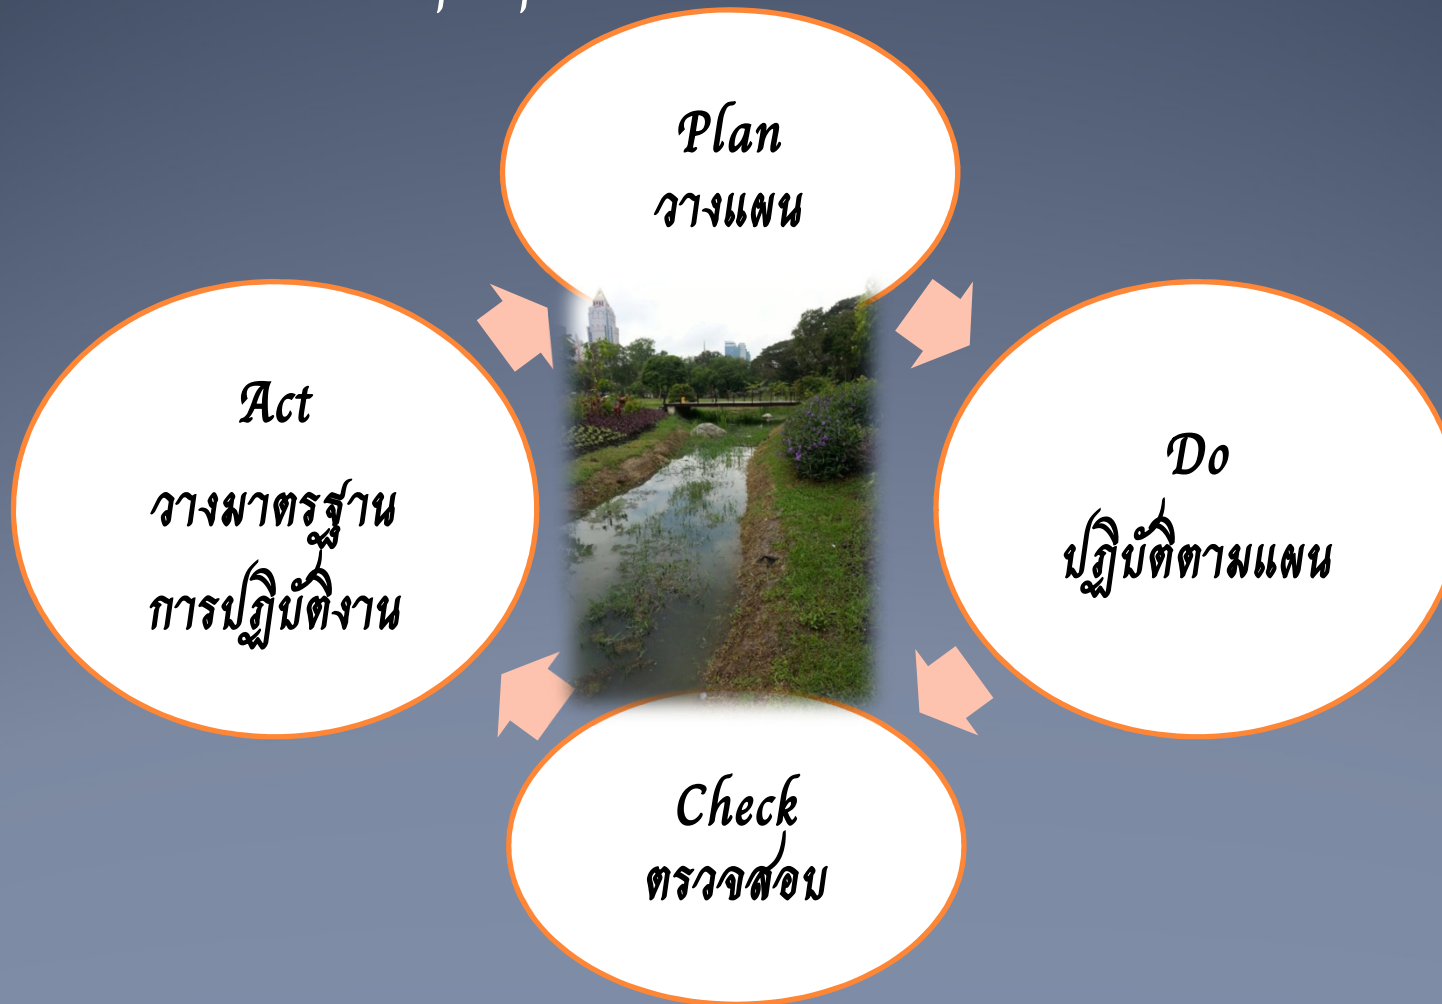 Plan
วางแผน
Do
ปฏิบัติตามแผน
Check
ตรวจสอบ
Act
วางมาตรฐาน
การปฏิบัติงาน